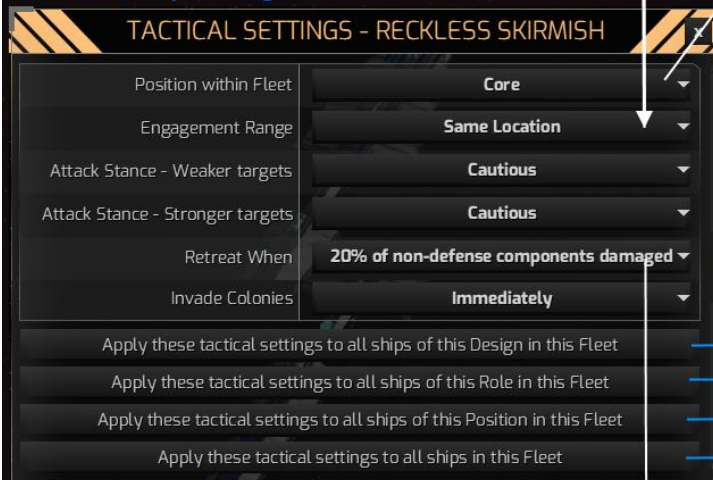 TACTICAL SETTINGS - RECKLESS SKIRMISH
x
Position within Fleet Core
Engagement Range Same Location
Attack Stance - Weaker targets Cautious
Attack Stance - Stronger targets Cautious
Retreat When 20% of non-defense components damaged
Invade Colonies Immediately
Apply these tactical settings to all ships of this Design in this Fleet
Apply these tactical settings to all ships of this Role in this Fleet
Apply these tactical settings to all ships of this Position in this Fleet
Apply these tactical settings to all ships in this Fleet